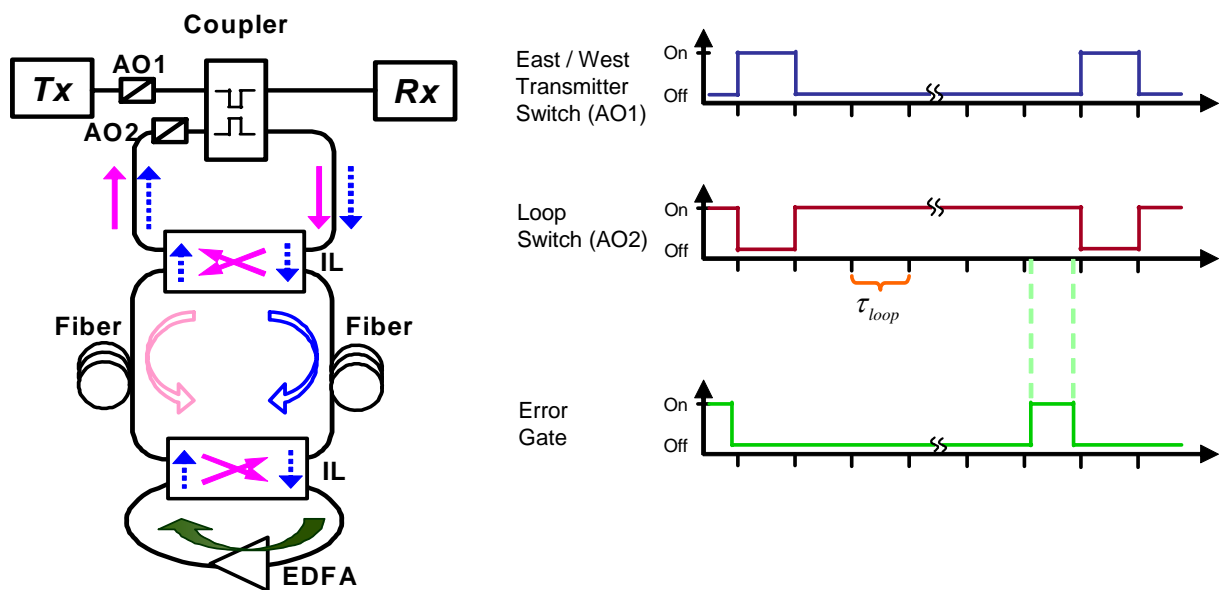 Coupler
AO1
Tx
Rx
AO2
IL
Fiber
Fiber
IL
EDFA
East / West
Transmitter
Switch (AO1)
On
Off
Loop
Switch (AO2)
On
Off
τloop
Error
Gate
On
Off